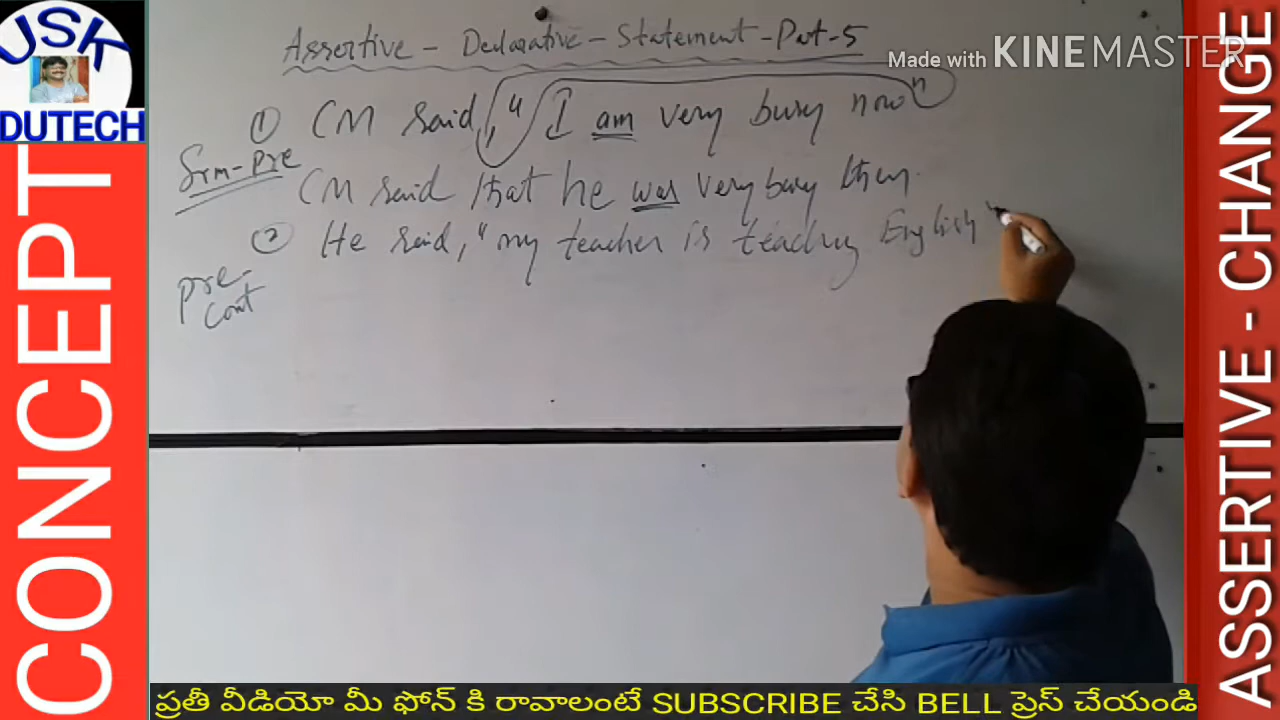 JSK
DUTECH
CONCEPT
Made with KINEMASTER
Assertive - Declarative - Statement - Part-5
① CM said, "I am very busy now"
Sim-Pre
CM said that he was very busy then.
② He said, "my teacher is teaching English"
Pre-
Cont
ASSERTIVE - CHANGE
ప్రతీ వీడియో మీ ఫోన్ కి రావాలంటే SUBSCRIBE చేసి BELL ప్రెస్ చేయండి